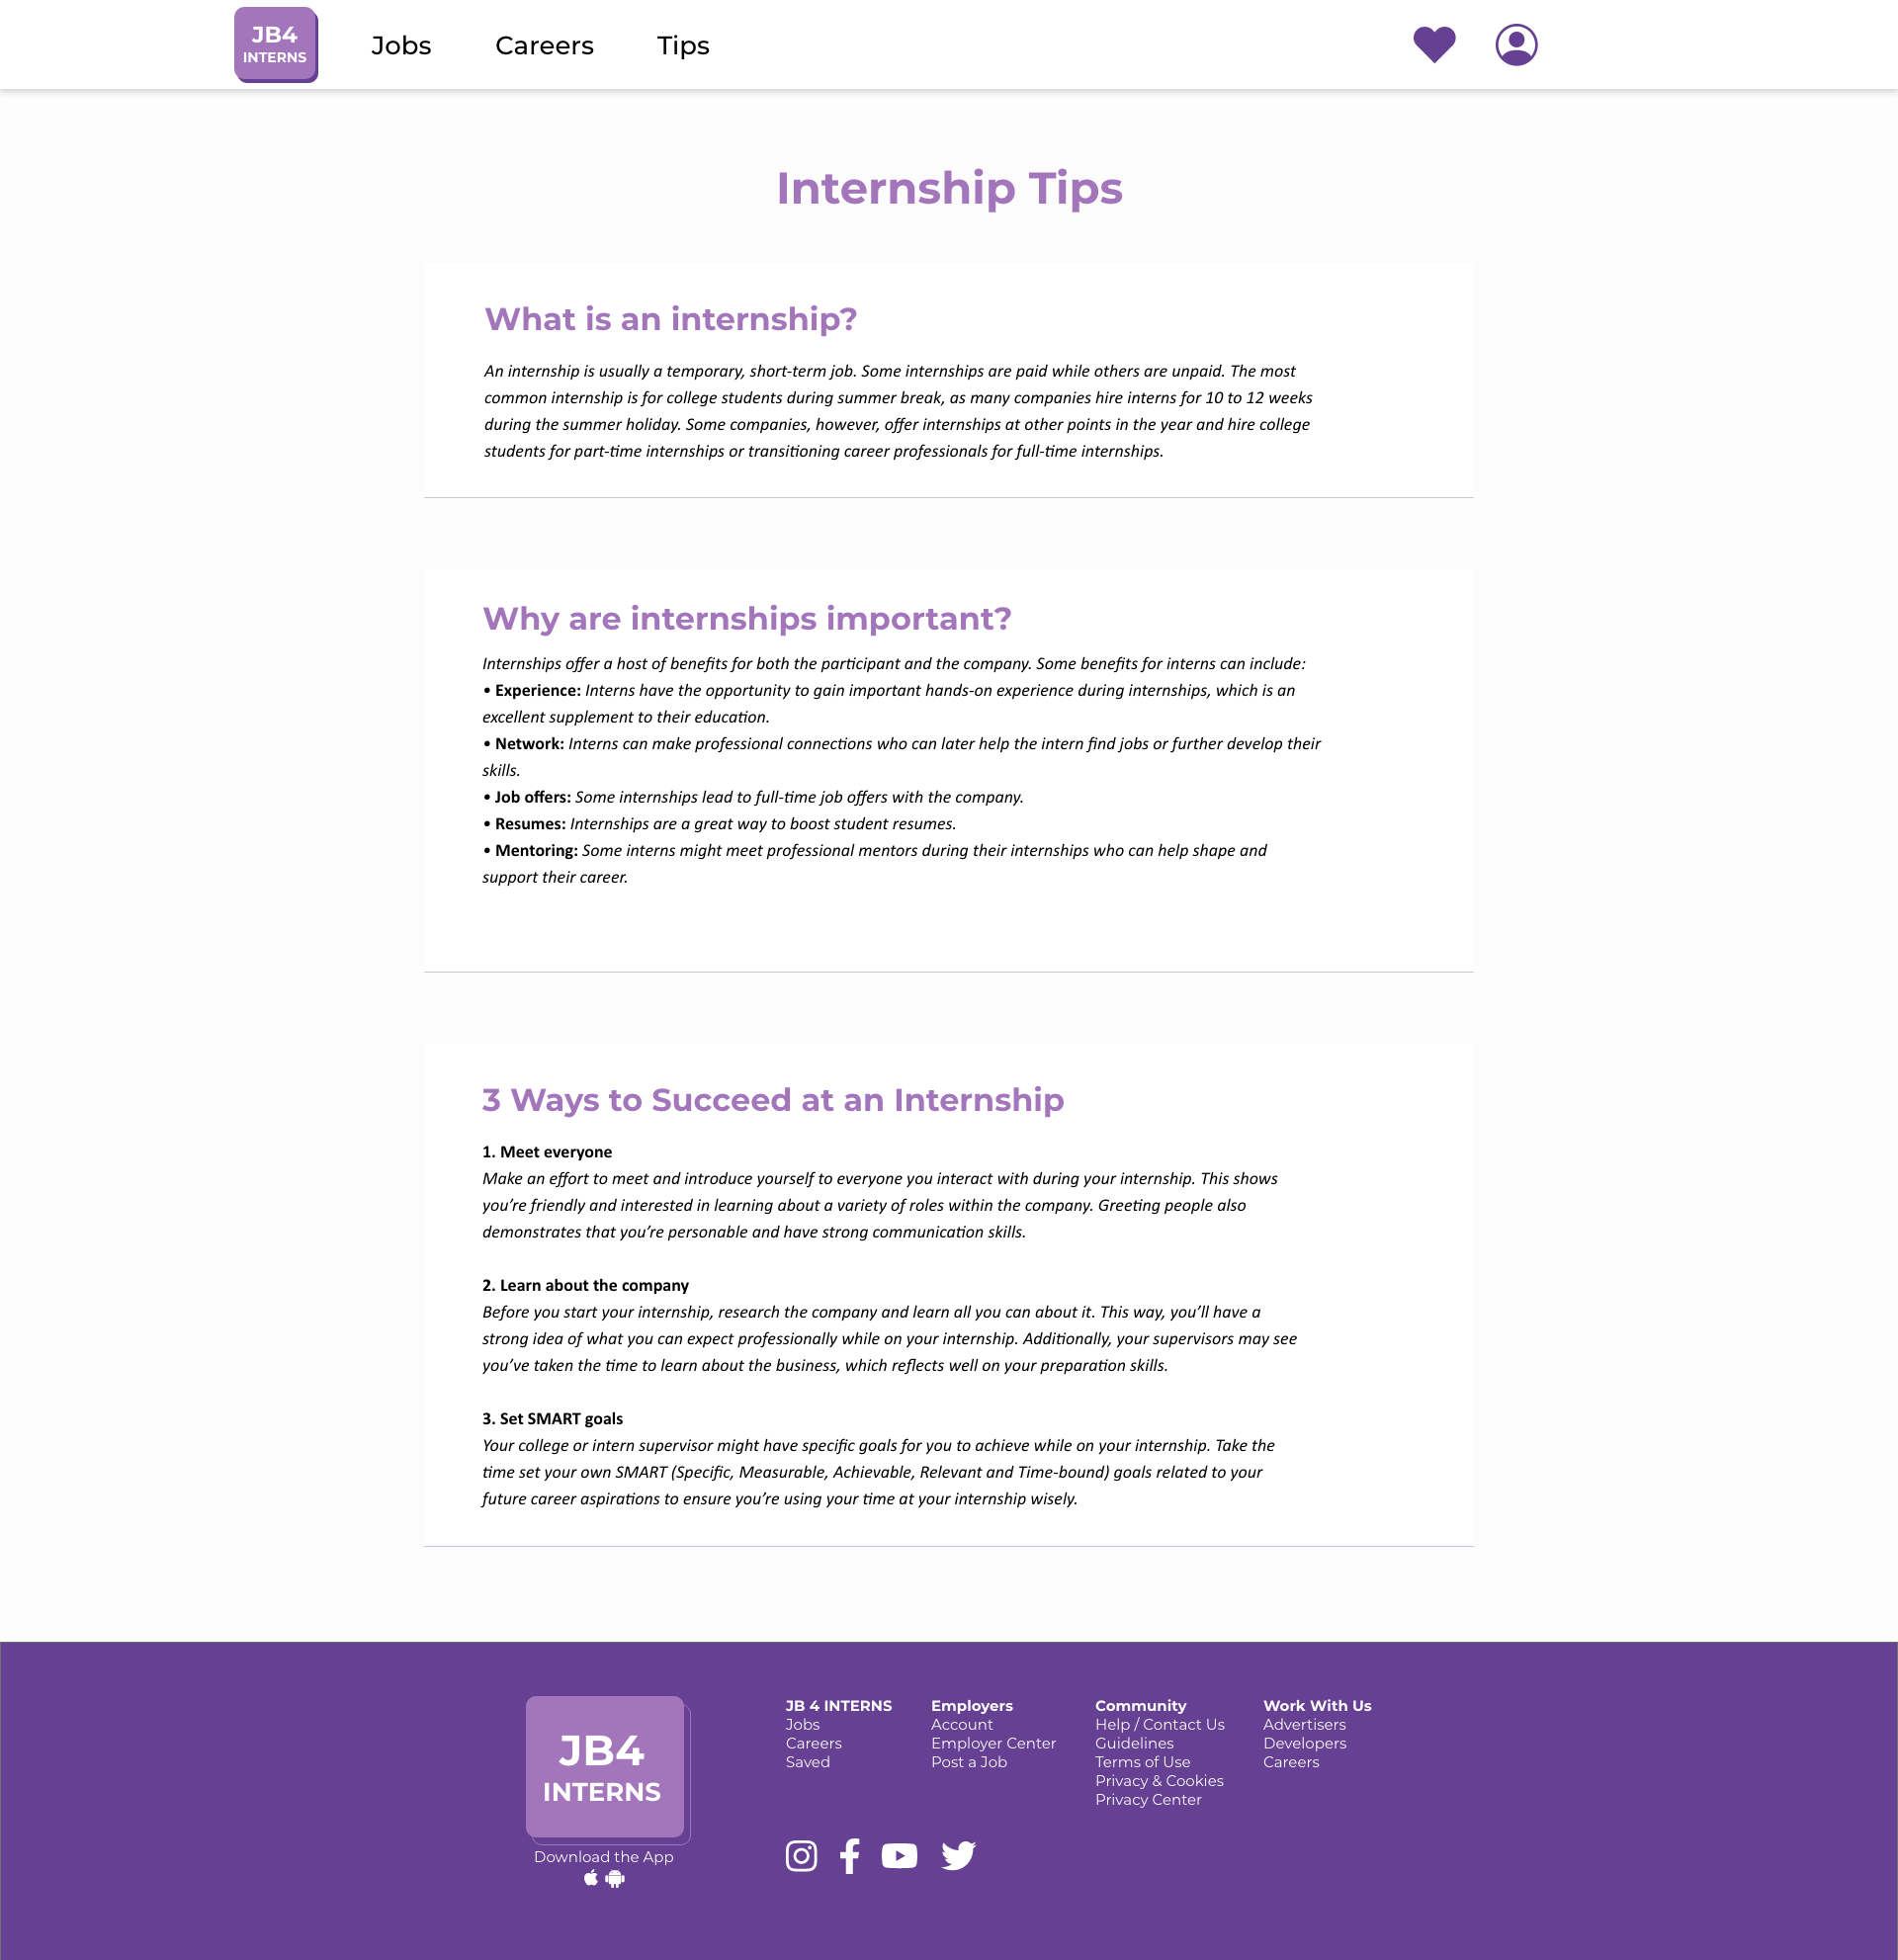 JB4
INTERNS
Jobs Careers Tips
Internship Tips
What is an internship?
An internship is usually a temporary, short-term job. Some internships are paid while others are unpaid. The most
common internship is for college students during summer break, as many companies hire interns for 10 to 12 weeks
during the summer holiday. Some companies, however, offer internships at other points in the year and hire college
students for part-time internships or transitioning career professionals for full-time internships.
Why are internships important?
Internships offer a host of benefits for both the participant and the company. Some benefits for interns can include:
• Experience: Interns have the opportunity to gain important hands-on experience during internships, which is an
excellent supplement to their education.
• Network: Interns can make professional connections who can later help the intern find jobs or further develop their
skills.
• Job offers: Some internships lead to full-time job offers with the company.
• Resumes: Internships are a great way to boost student resumes.
• Mentoring: Some interns might meet professional mentors during their internships who can help shape and
support their career.
3 Ways to Succeed at an Internship
1. Meet everyone
Make an effort to meet and introduce yourself to everyone you interact with during your internship. This shows
you’re friendly and interested in learning about a variety of roles within the company. Greeting people also
demonstrates that you’re personable and have strong communication skills.
2. Learn about the company
Before you start your internship, research the company and learn all you can about it. This way, you’ll have a
strong idea of what you can expect professionally while on your internship. Additionally, your supervisors may see
you’ve taken the time to learn about the business, which reflects well on your preparation skills.
3. Set SMART goals
Your college or intern supervisor might have specific goals for you to achieve while on your internship. Take the
time set your own SMART (Specific, Measurable, Achievable, Relevant and Time-bound) goals related to your
future career aspirations to ensure you’re using your time at your internship wisely.
JB4
INTERNS
Download the App
JB 4 INTERNS
Jobs
Careers
Saved
Employers
Account
Employer Center
Post a Job
Community
Help / Contact Us
Guidelines
Terms of Use
Privacy & Cookies
Privacy Center
Work With Us
Advertisers
Developers
Careers